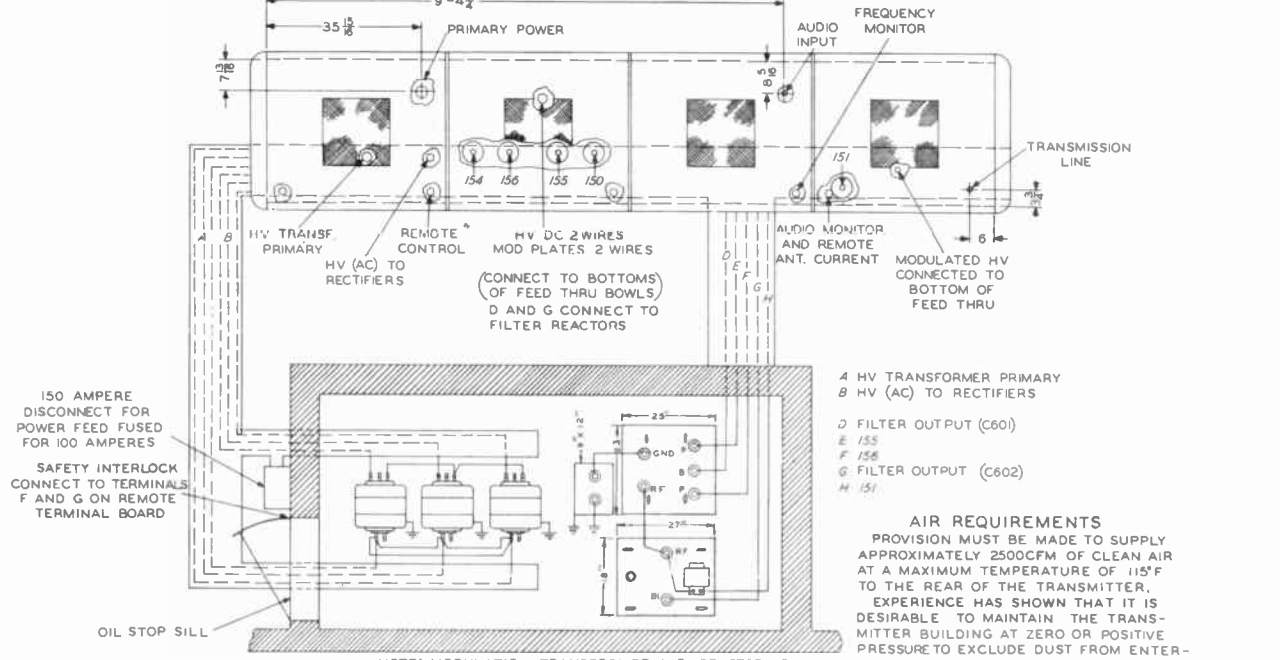 35 15/16
PRIMARY POWER
AUDIO
INPUT
FREQUENCY
MONITOR
7 13/16
8 5/16
154
156
155
150
151
TRANSMISSION
LINE
3/4
6
A
B
HV TRANSF.
PRIMARY
HV (AC) TO
RECTIFIERS
REMOTE
CONTROL
HV DC 2 WIRES
MOD PLATES 2 WIRES
(CONNECT TO BOTTOMS
OF FEED THRU BOWLS)
D AND G CONNECT TO
FILTER REACTORS
AUDIO MONITOR
AND REMOTE
ANT. CURRENT
MODULATED HV
CONNECTED TO
BOTTOM OF
FEED THRU
D
E
F
G
H
A HV TRANSFORMER PRIMARY
B HV (AC) TO RECTIFIERS
D FILTER OUTPUT (C601)
E 155
F 156
G FILTER OUTPUT (C602)
H 151
150 AMPERE
DISCONNECT FOR
POWER FEED FUSED
FOR 100 AMPERES
SAFETY INTERLOCK
CONNECT TO TERMINALS
F AND G ON REMOTE
TERMINAL BOARD
OIL STOP SILL
25"
GND
P
B
RF
P
27"
RF
AIR REQUIREMENTS
PROVISION MUST BE MADE TO SUPPLY
APPROXIMATELY 2500CFM OF CLEAN AIR
AT A MAXIMUM TEMPERATURE OF 115°F
TO THE REAR OF THE TRANSMITTER.
EXPERIENCE HAS SHOWN THAT IT IS
DESIRABLE TO MAINTAIN THE TRANS-
MITTER BUILDING AT ZERO OR POSITIVE
PRESSURE TO EXCLUDE DUST FROM ENTER-